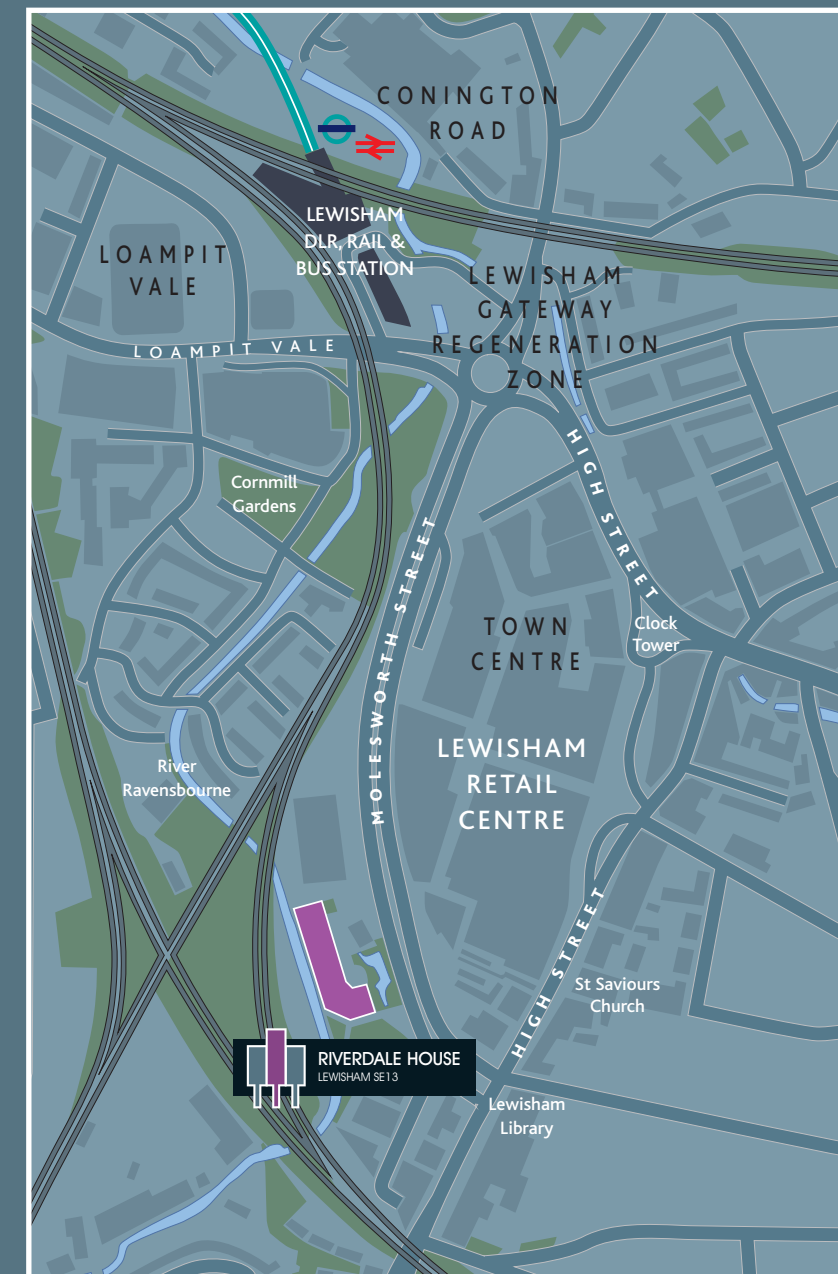 CONINGTON
ROAD
LEWISHAM
DLR, RAIL &
BUS STATION
LOAMPIT
VALE
LEWISHAM
GATEWAY
REGENERATION
ZONE
LOAMPIT VALE
HIGH STREET
Cornmill
Gardens
MOLESWORTH STREET
TOWN
CENTRE
Clock
Tower
LEWISHAM
RETAIL
CENTRE
River
Ravensbourne
HIGH STREET
St Saviours
Church
RIVERDALE HOUSE
LEWISHAM SE13
Lewisham
Library